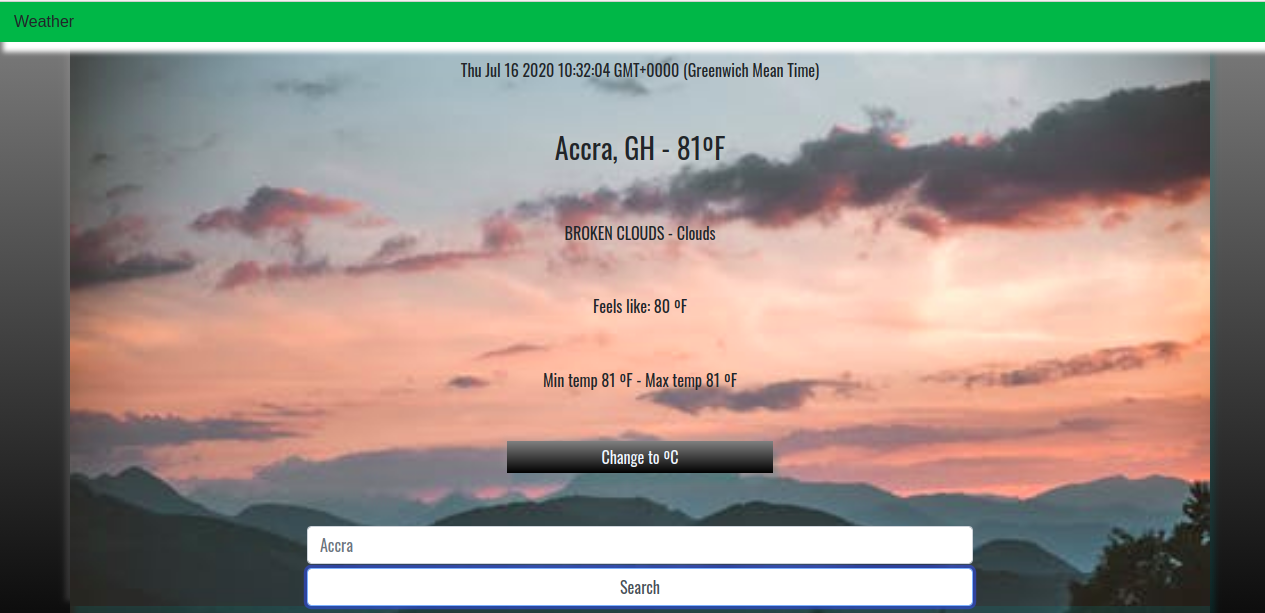 Weather
Thu Jul 16 2020 10:32:04 GMT+0000 (Greenwich Mean Time)
Accra, GH - 81ºF
BROKEN CLOUDS - Clouds
Feels like: 80 ºF
Min temp 81 ºF - Max temp 81 ºF
Change to ºC
Accra
Search